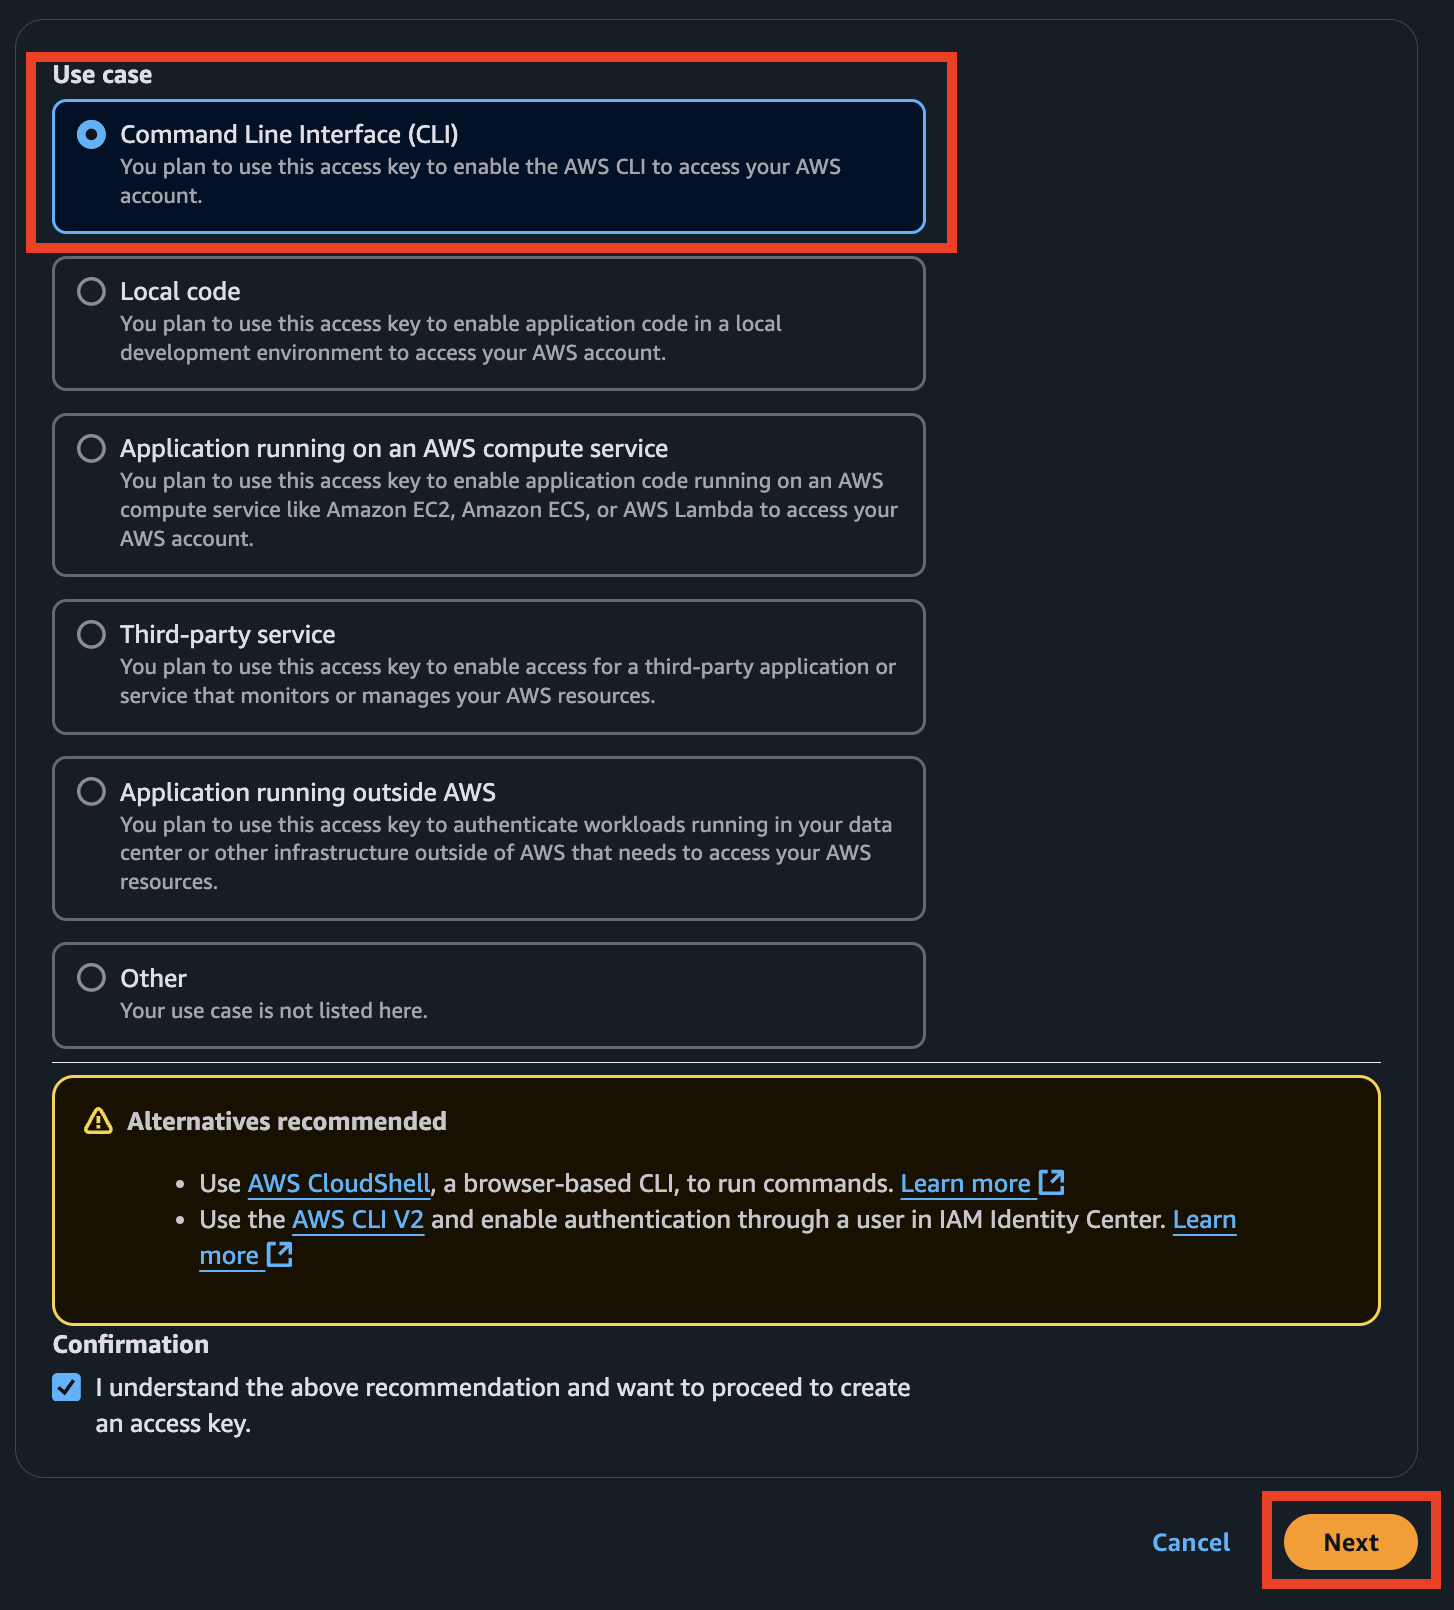 Use case
Command Line Interface (CLI)
You plan to use this access key to enable the AWS CLI to access your AWS
account.
Local code
You plan to use this access key to enable application code in a local
development environment to access your AWS account.
Application running on an AWS compute service
You plan to use this access key to enable application code running on an AWS
compute service like Amazon EC2, Amazon ECS, or AWS Lambda to access your
AWS account.
Third-party service
You plan to use this access key to enable access for a third-party application or
service that monitors or manages your AWS resources.
Application running outside AWS
You plan to use this access key to authenticate workloads running in your data
center or other infrastructure outside of AWS that needs to access your AWS
resources.
Other
Your use case is not listed here.
Alternatives recommended
• Use AWS CloudShell, a browser-based CLI, to run commands. Learn more
• Use the AWS CLI V2 and enable authentication through a user in IAM Identity Center. Learn
more
Confirmation
I understand the above recommendation and want to proceed to create
an access key.
Cancel
Next